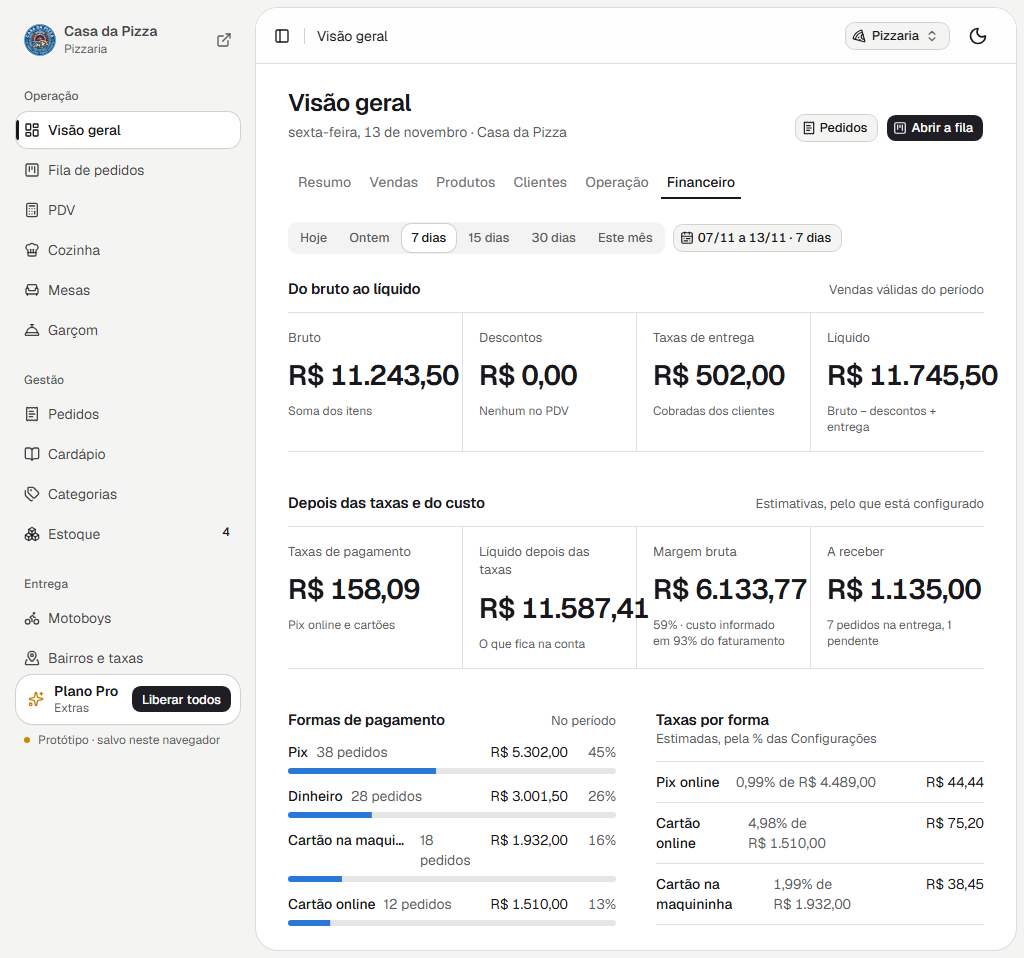 Casa da Pizza
Pizzaria
Operação
Visão geral
Fila de pedidos
PDV
Cozinha
Mesas
Garçom
Gestão
Pedidos
Cardápio
Categorias
Estoque 4
Entrega
Motoboys
Bairros e taxas
Plano Pro
Extras
Liberar todos
Protótipo · salvo neste navegador
Visão geral
Pizzaria
Visão geral
sexta-feira, 13 de novembro · Casa da Pizza
Pedidos
Abrir a fila
Resumo Vendas Produtos Clientes Operação Financeiro
Hoje Ontem 7 dias 15 dias 30 dias Este mês 07/11 a 13/11 · 7 dias
Do bruto ao líquido
Vendas válidas do período
Bruto
R$ 11.243,50
Soma dos itens
Descontos
R$ 0,00
Nenhum no PDV
Taxas de entrega
R$ 502,00
Cobradas dos clientes
Líquido
R$ 11.745,50
Bruto − descontos +
entrega
Depois das taxas e do custo
Estimativas, pelo que está configurado
Taxas de pagamento
R$ 158,09
Pix online e cartões
Líquido depois das
taxas
R$ 11.587,41
O que fica na conta
Margem bruta
R$ 6.133,77
59% · custo informado
em 93% do faturamento
A receber
R$ 1.135,00
7 pedidos na entrega, 1
pendente
Formas de pagamento
No período
Pix 38 pedidos R$ 5.302,00 45%
Dinheiro 28 pedidos R$ 3.001,50 26%
Cartão na maqui... 18
pedidos
R$ 1.932,00 16%
Cartão online 12 pedidos R$ 1.510,00 13%
Taxas por forma
Estimadas, pela % das Configurações
Pix online 0,99% de R$ 4.489,00 R$ 44,44
Cartão
online
4,98% de
R$ 1.510,00
R$ 75,20
Cartão na
maquininha
1,99% de
R$ 1.932,00
R$ 38,45